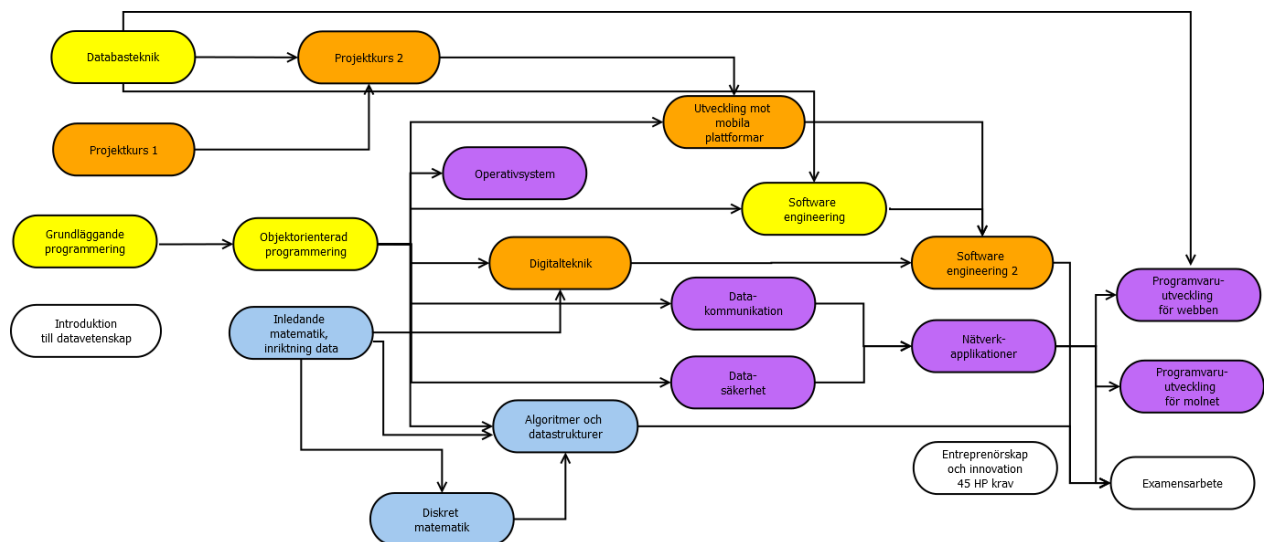 Databasteknik
Projektkurs 2
Utveckling mot
mobila
plattformar
Projektkurs 1
Operativsystem
Software
engineering
Grundläggande
programmering
Objektorienterad
programmering
Digitalteknik
Software
engineering 2
Programvaru-
utveckling
för webben
Introduktion
till datavetenskap
Inledande
matematik,
inriktning data
Data-
kommunikation
Nätverk-
applikationer
Data-
säkerhet
Programvaru-
utveckling
för molnet
Algoritmer och
datastrukturer
Entreprenörskap
och innovation
45 HP krav
Examensarbete
Diskret
matematik